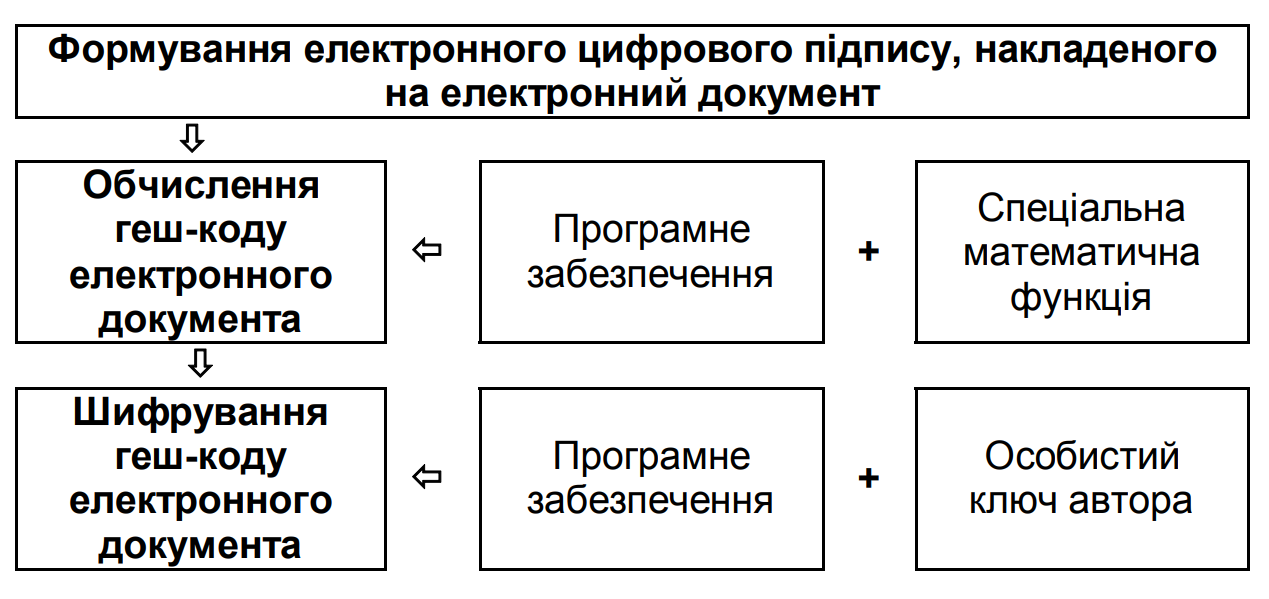 Формування електронного цифрового підпису, накладеного
на електронний документ
Обчислення
геш-коду
електронного
документа
Програмне
забезпечення
+
Спеціальна
математична
функція
Шифрування
геш-коду
електронного
документа
Програмне
забезпечення
+
Особистий
ключ автора